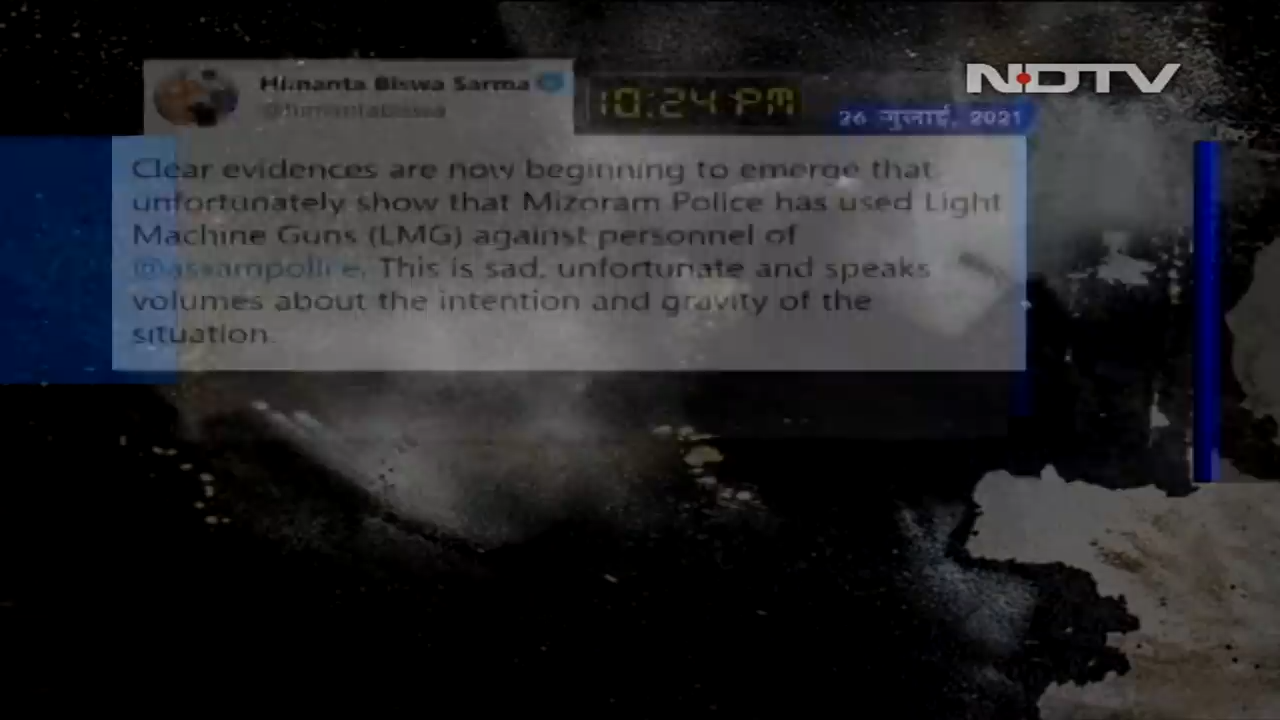 NDTV
Himanta Biswa Sarma
@himantabiswa
10:24 PM
26 जुलाई, 2021
Clear evidences are now beginning to emerge that
unfortunately show that Mizoram Police has used Light
Machine Guns (LMG) against personnel of
@assampolice. This is sad, unfortunate and speaks
volumes about the intention and gravity of the
situation.